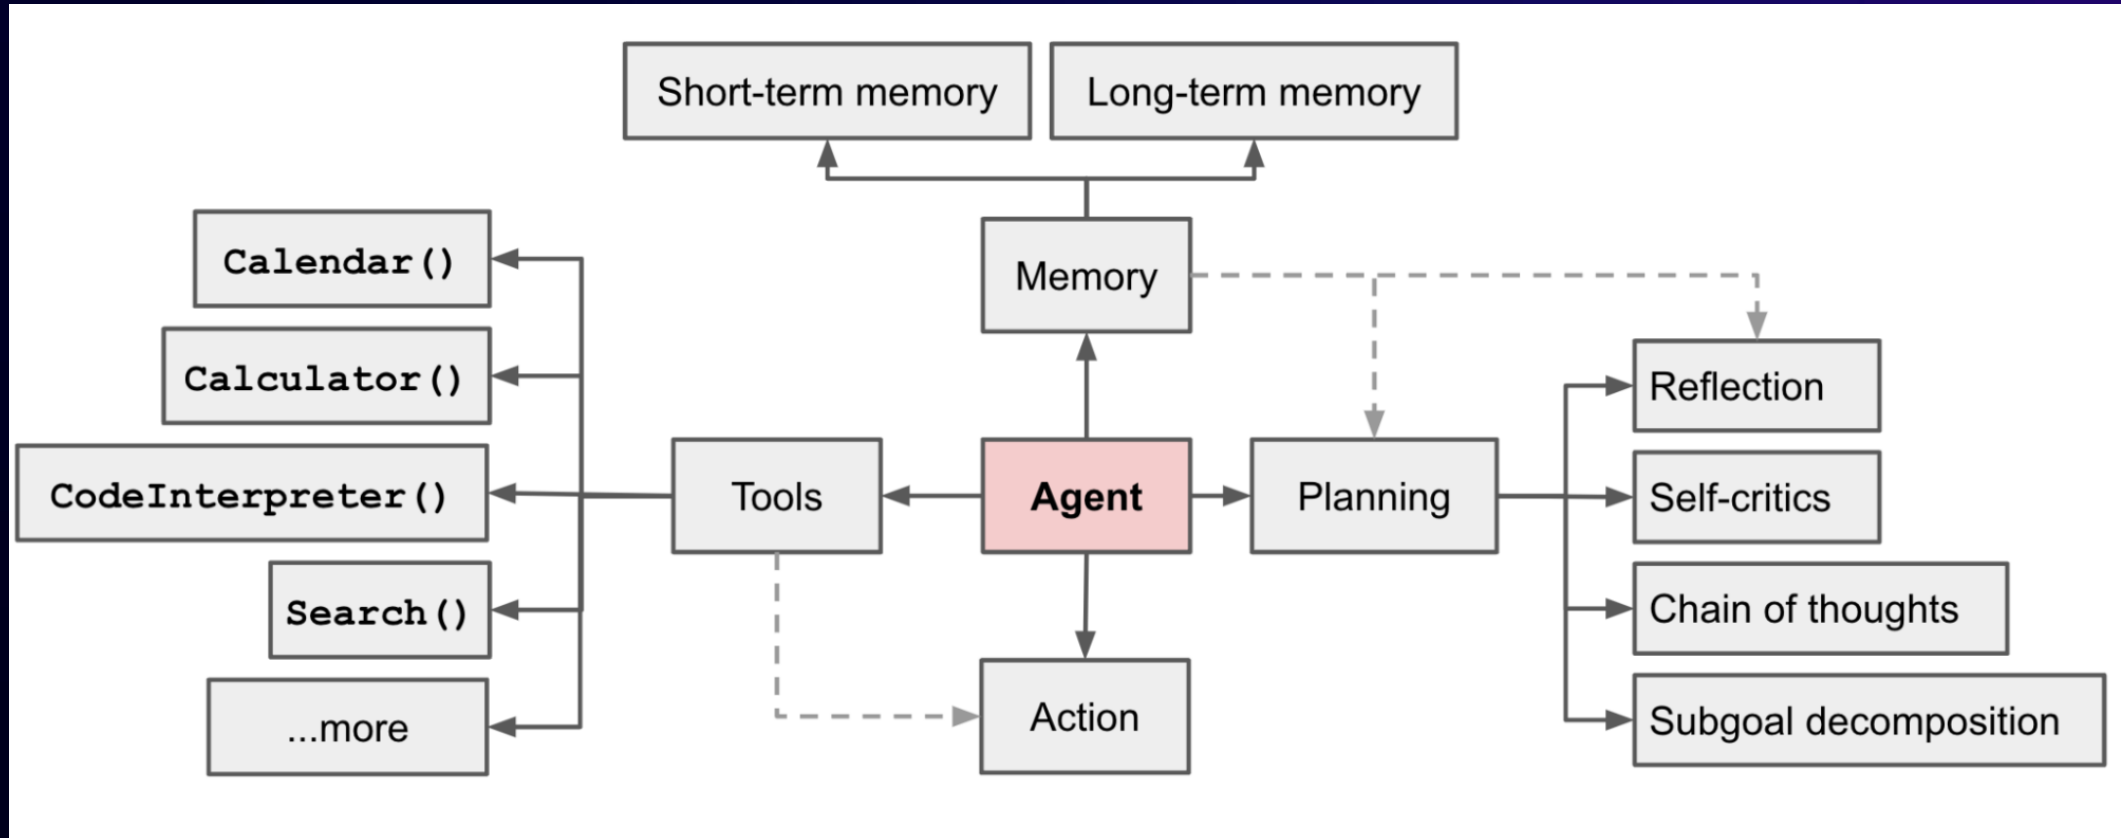 Short-term memory
Long-term memory
Calendar()
Memory
Calculator()
Reflection
CodeInterpreter()
Tools
Agent
Planning
Self-critics
Search()
Chain of thoughts
...more
Action
Subgoal decomposition